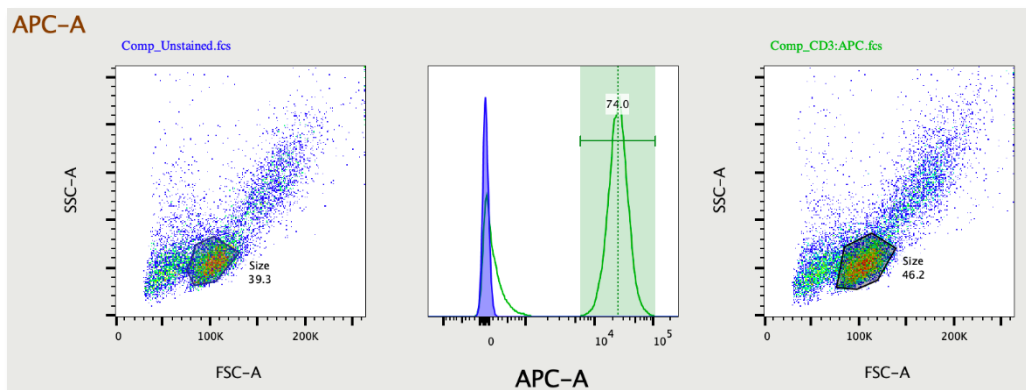 APC-A
Comp_Unstained.fcs
SSC-A
Size
39.3
0
100K
200K
FSC-A
74.0
0
10^4
10^5
APC-A
Comp_CD3:APC.fcs
SSC-A
Size
46.2
0
100K
200K
FSC-A